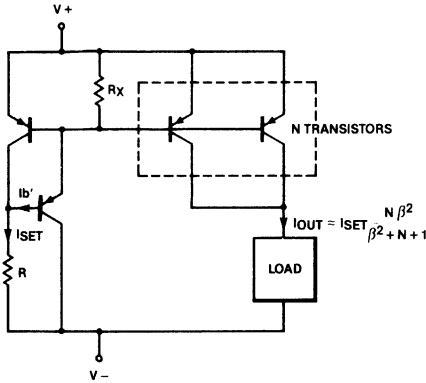 V+
RX
N TRANSISTORS
Ib'
ISET
R
IOUT = ISET Nβ² / β² + N + 1
LOAD
V–